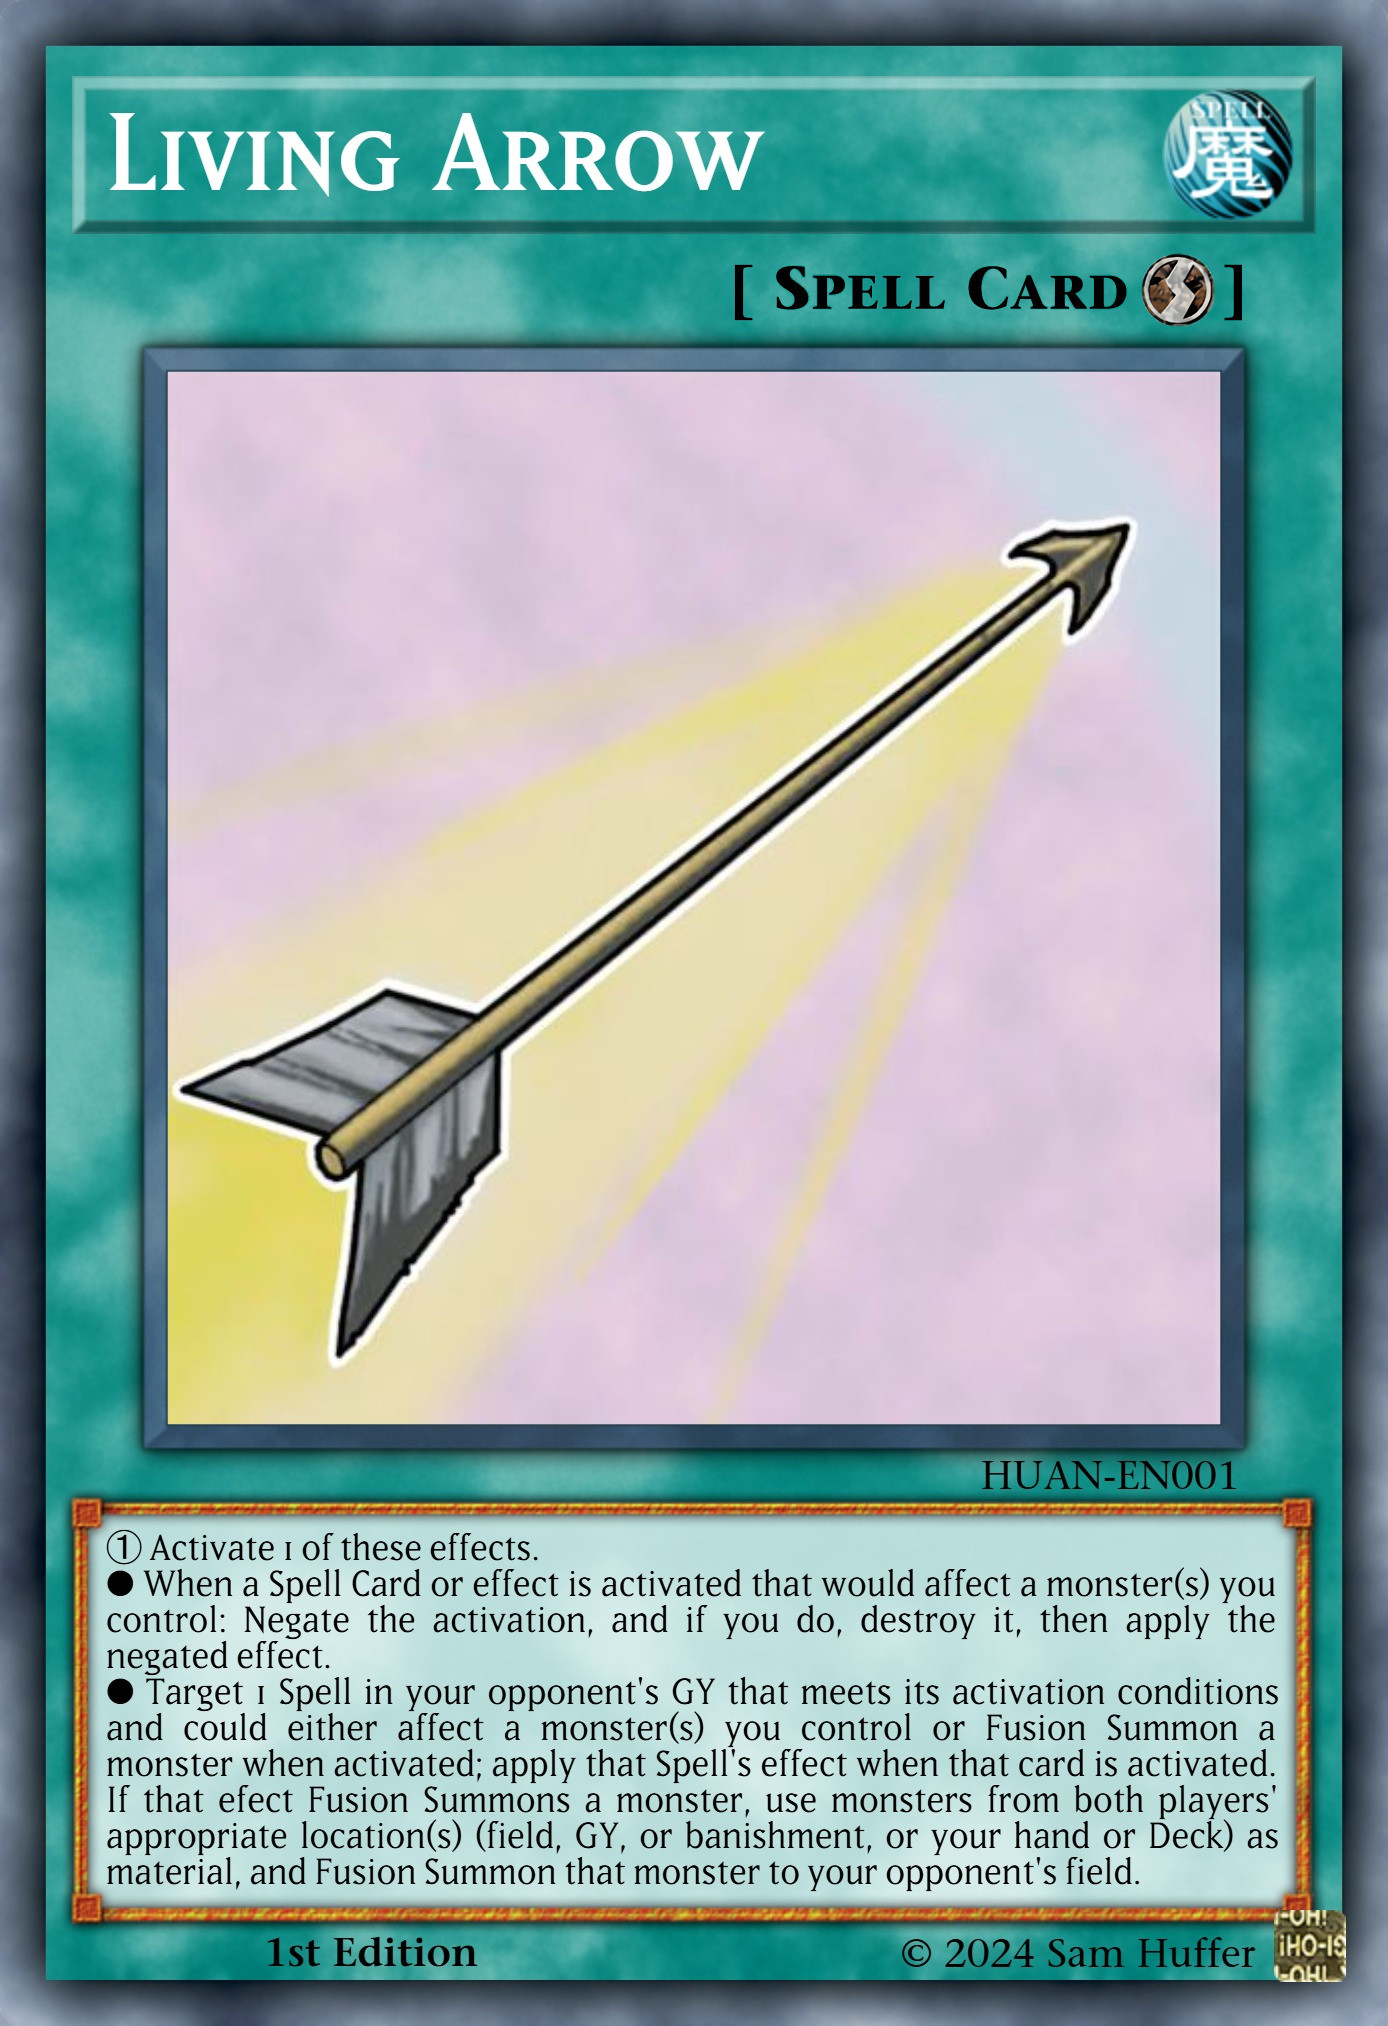 LIVING ARROW
SPELL
魔
[ SPELL CARD ]
HUAN-EN001
① Activate 1 of these effects.
● When a Spell Card or effect is activated that would affect a monster(s) you
control: Negate the activation, and if you do, destroy it, then apply the
negated effect.
● Target 1 Spell in your opponent's GY that meets its activation conditions
and could either affect a monster(s) you control or Fusion Summon a
monster when activated; apply that Spell's effect when that card is activated.
If that efect Fusion Summons a monster, use monsters from both players'
appropriate location(s) (field, GY, or banishment, or your hand or Deck) as
material, and Fusion Summon that monster to your opponent's field.
1st Edition
© 2024 Sam Huffer